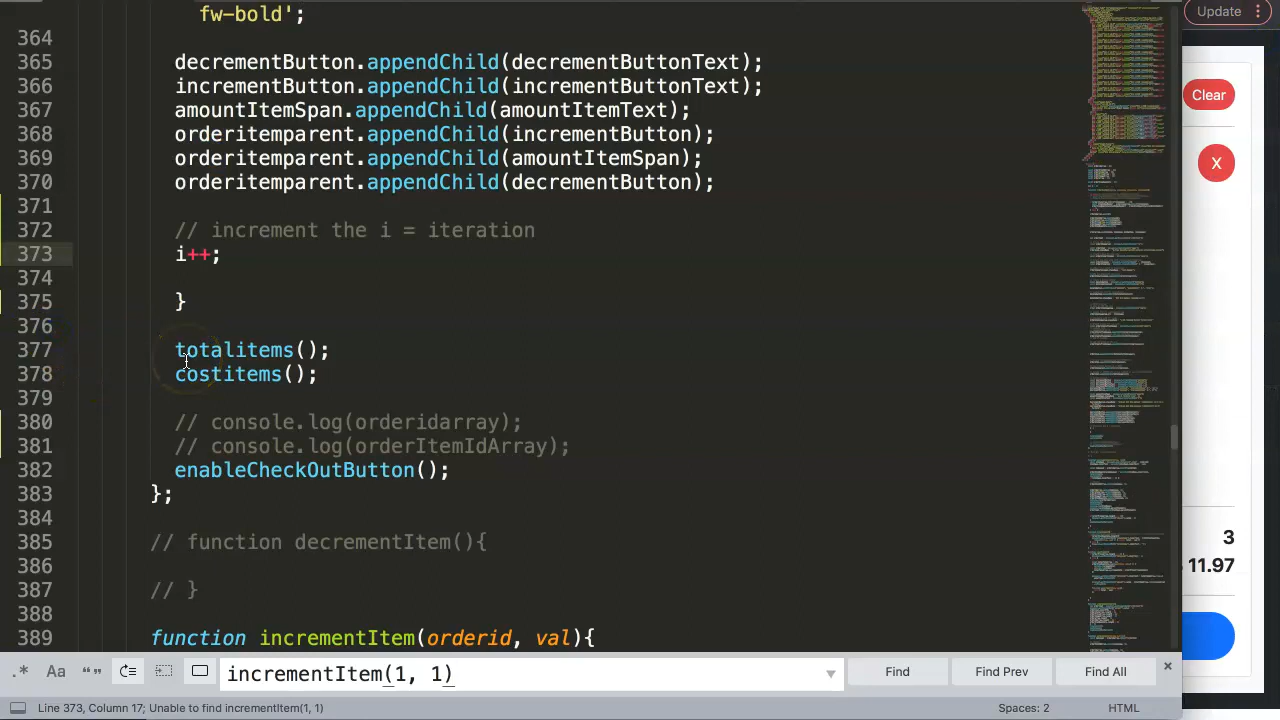 fw-bold';
364
365 decrementButton.appendChild(decrementButtonText);
366 incrementButton.appendChild(incrementButtonText);
367 amountItemSpan.appendChild(amountItemText);
368 orderitemparent.appendChild(incrementButton);
369 orderitemparent.appendChild(amountItemSpan);
370 orderitemparent.appendChild(decrementButton);
371
372 // increment the i = iteration
373 i++;
374
375 }
376
377 totalitems();
378 costitems();
379
380 // console.log(orderidarray);
381 // console.log(orderItemIdArray);
382 enableCheckOutButton();
383 };
384
385 // function decrementItem(){
386
387 // }
388
389 function incrementItem(orderid, val){
.* Aa “” incrementItem(1, 1) Find Find Prev Find All ×
Line 373, Column 17; Unable to find incrementItem(1, 1) Spaces: 2 HTML
Update
Clear
X
3
11.97